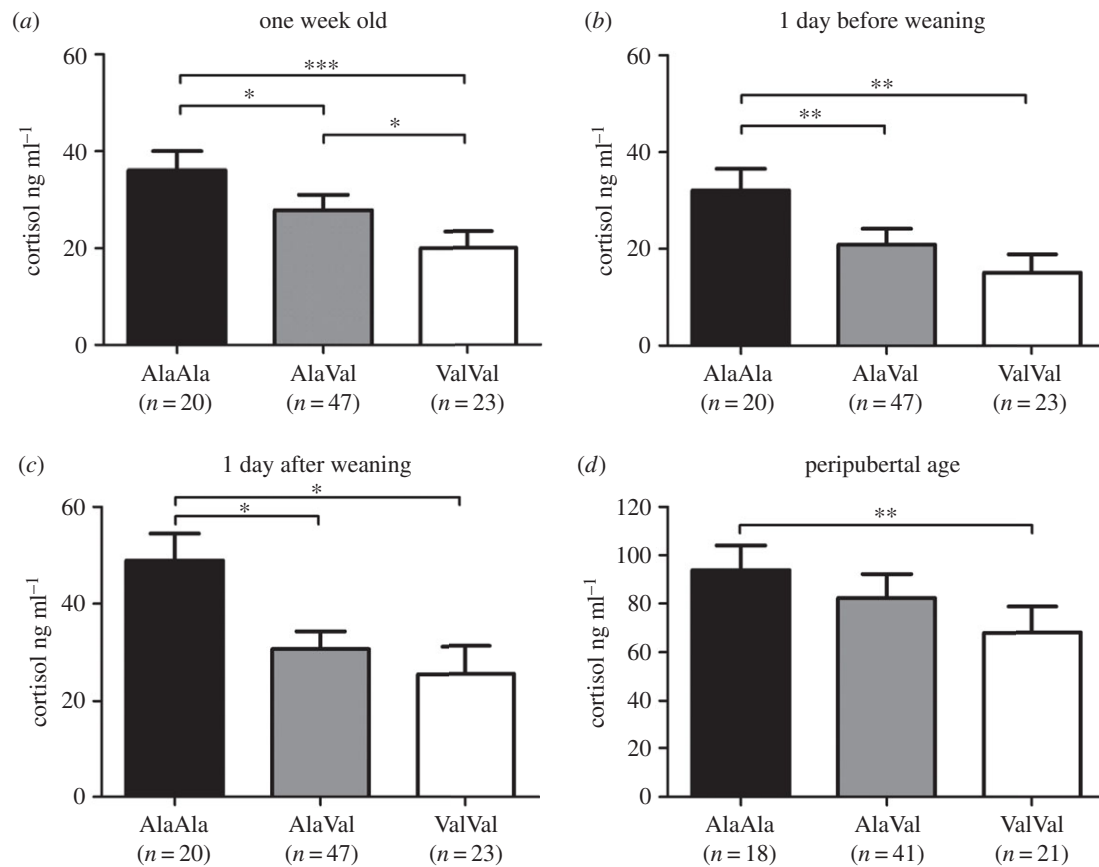 (a) one week old
60
40
20
0
cortisol ng ml⁻¹
***
*
*
AlaAla AlaVal ValVal
(n = 20) (n = 47) (n = 23)
(b) 1 day before weaning
60
40
20
0
cortisol ng ml⁻¹
**
**
AlaAla AlaVal ValVal
(n = 20) (n = 47) (n = 23)
(c) 1 day after weaning
60
40
20
0
cortisol ng ml⁻¹
*
*
AlaAla AlaVal ValVal
(n = 20) (n = 47) (n = 23)
(d) peripubertal age
120
100
80
60
40
20
0
cortisol ng ml⁻¹
**
AlaAla AlaVal ValVal
(n = 18) (n = 41) (n = 21)